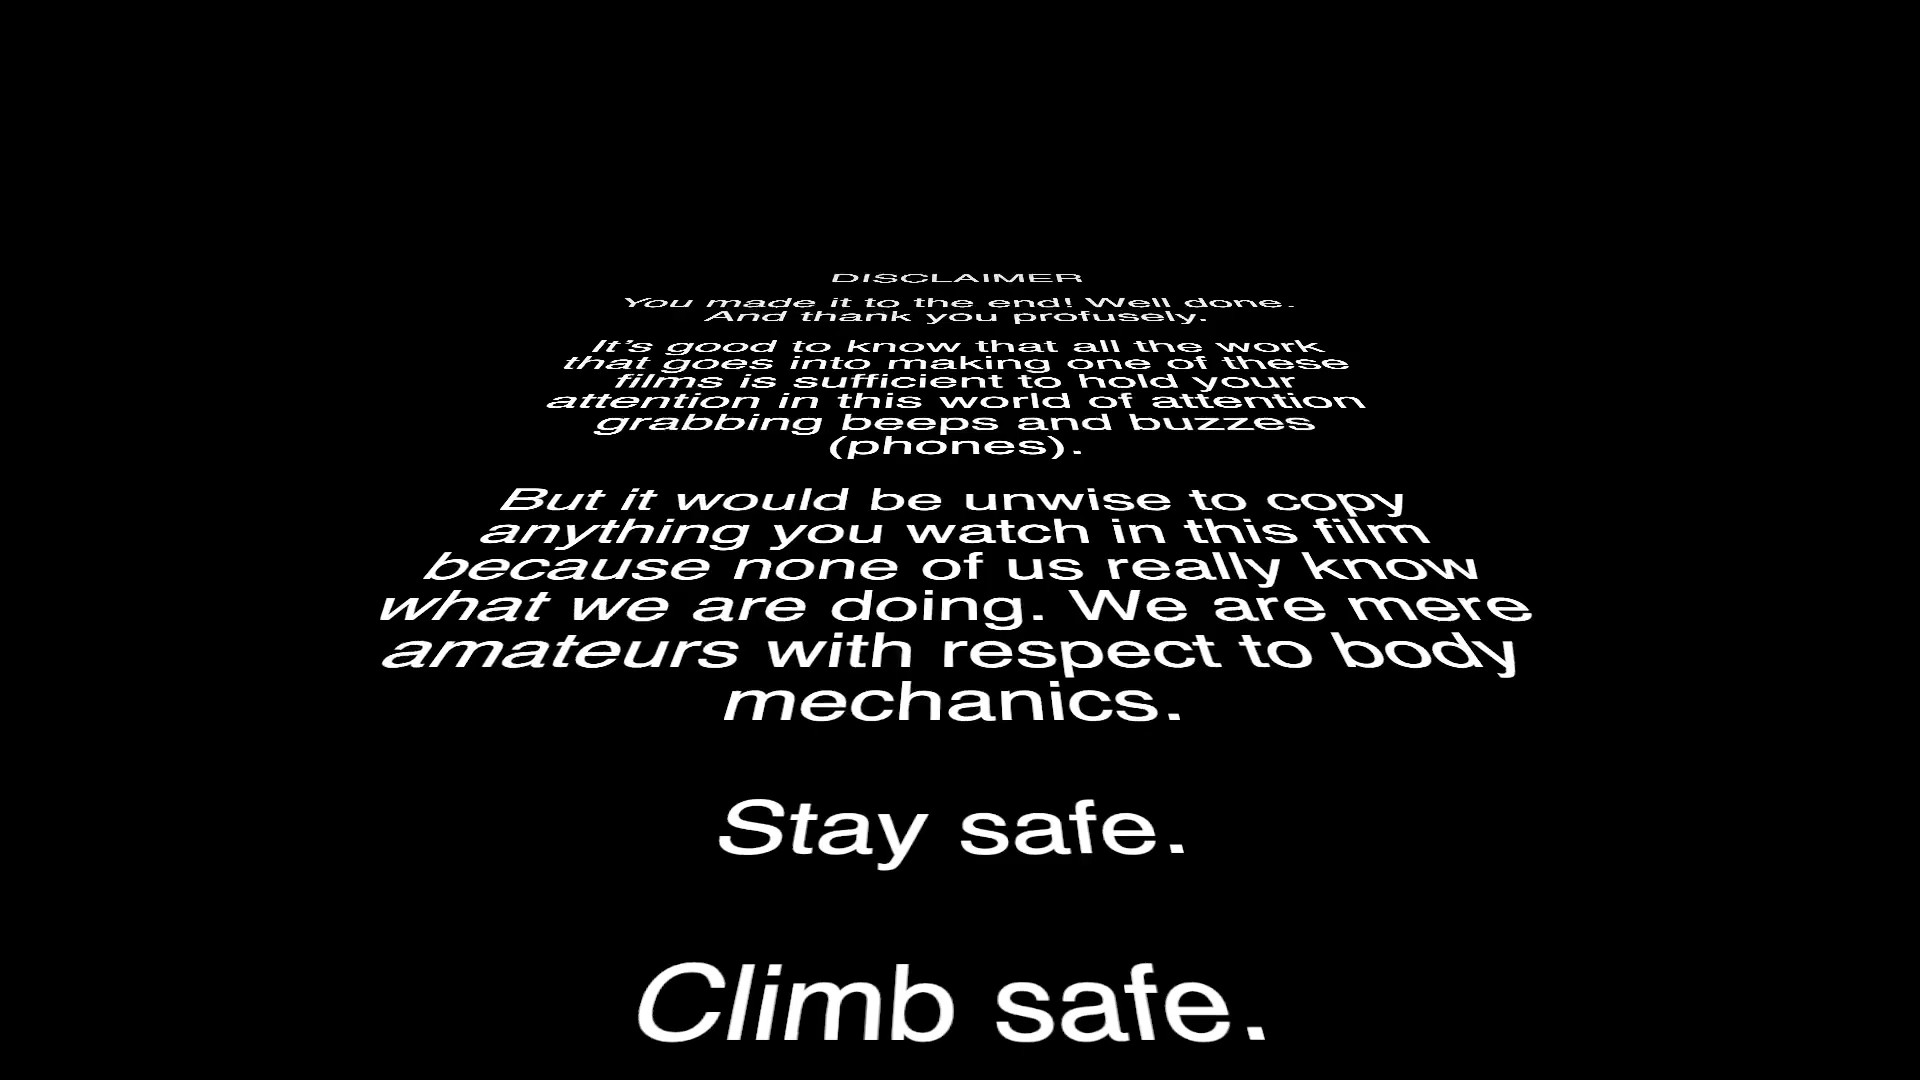 DISCLAIMER
You made it to the end! Well done.
And thank you profusely.
It's good to know that all the work
that goes into making one of these
films is sufficient to hold your
attention in this world of attention
grabbing beeps and buzzes
(phones).
But it would be unwise to copy
anything you watch in this film
because none of us really know
what we are doing. We are mere
amateurs with respect to body
mechanics.
Stay safe.
Climb safe.